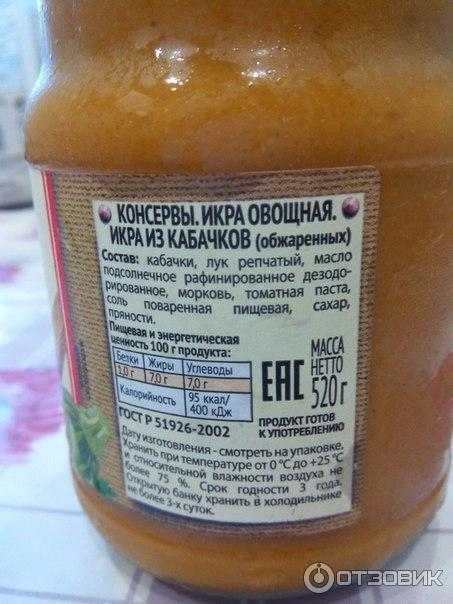 КОНСЕРВЫ. ИКРА ОВОЩНАЯ.
ИКРА ИЗ КАБАЧКОВ (обжаренных)
Состав: кабачки, лук репчатый, масло
подсолнечное рафинированное дезодо-
рированное, морковь, томатная паста,
соль поваренная пищевая, сахар,
пряности.
Пищевая и энергетическая
ценность 100 г продукта:
Белки Жиры Углеводы
1,0 г 7,0 г 7,0 г
Калорийность 95 ккал/
400 кДж
ГОСТ Р 51926-2002
ЕАС
МАССА
НЕТТО
520 г
ПРОДУКТ ГОТОВ
К УПОТРЕБЛЕНИЮ
Дату изготовления - смотреть на упаковке.
Хранить при температуре от 0 °С до +25 °С
и относительной влажности воздуха не
более 75 %. Срок годности 3 года.
Открытую банку хранить в холодильнике
не более 3-х суток.
ОТЗОВИК